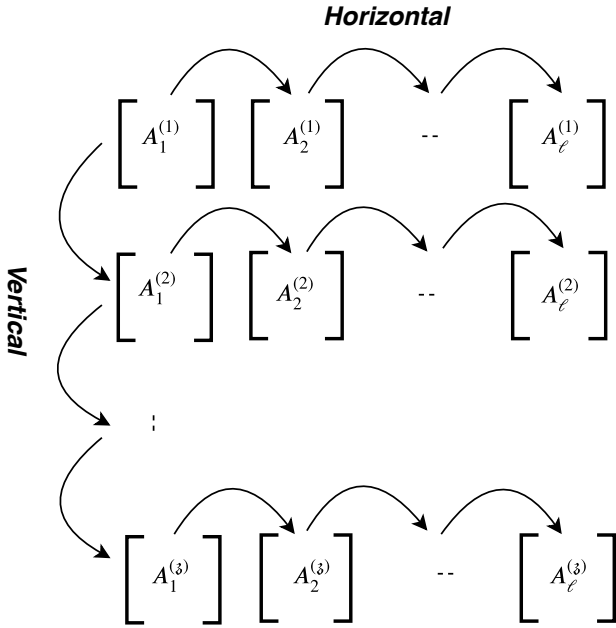 Horizontal
A_1^{(1)} A_2^{(1)} -- A_ℓ^{(1)}
Vertical
A_1^{(2)} A_2^{(2)} -- A_ℓ^{(2)}
A_1^{(𝔷)} A_2^{(𝔷)} -- A_ℓ^{(𝔷)}